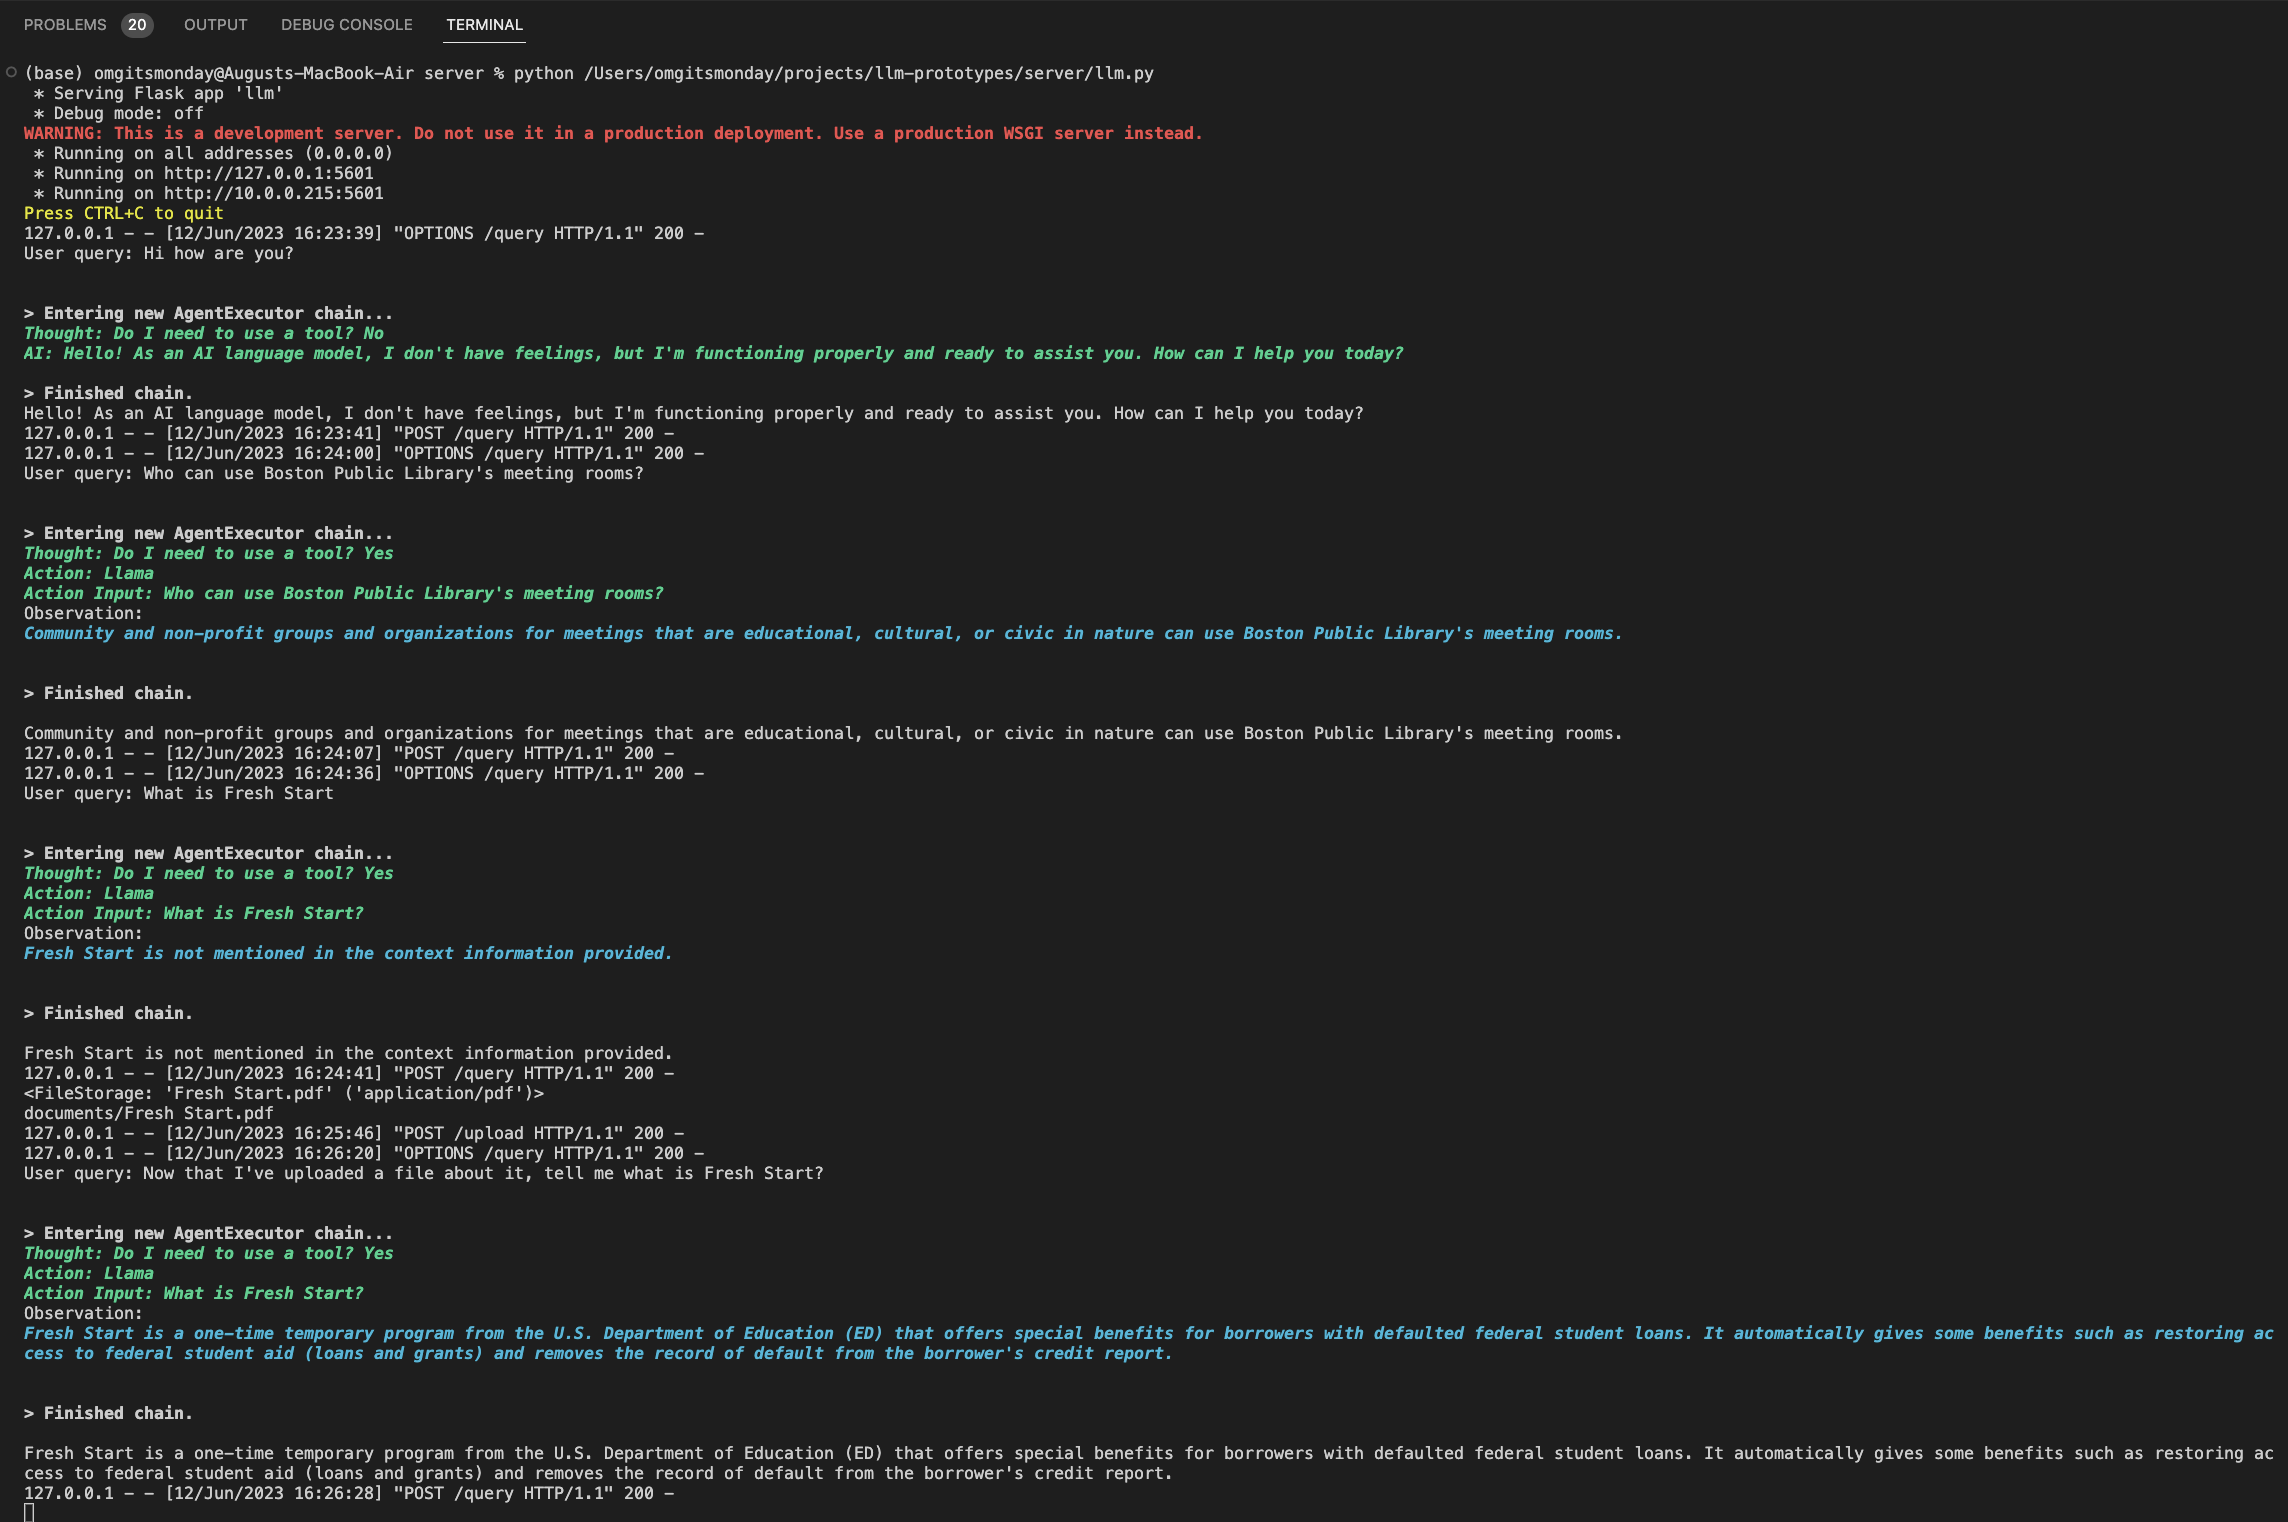 PROBLEMS 20 OUTPUT DEBUG CONSOLE TERMINAL
(base) omgitsmonday@Augusts-MacBook-Air server % python /Users/omgitsmonday/projects/llm-prototypes/server/llm.py
 * Serving Flask app 'llm'
 * Debug mode: off
WARNING: This is a development server. Do not use it in a production deployment. Use a production WSGI server instead.
 * Running on all addresses (0.0.0.0)
 * Running on http://127.0.0.1:5601
 * Running on http://10.0.0.215:5601
Press CTRL+C to quit
127.0.0.1 - - [12/Jun/2023 16:23:39] "OPTIONS /query HTTP/1.1" 200 -
User query: Hi how are you?
> Entering new AgentExecutor chain...
Thought: Do I need to use a tool? No
AI: Hello! As an AI language model, I don't have feelings, but I'm functioning properly and ready to assist you. How can I help you today?
> Finished chain.
Hello! As an AI language model, I don't have feelings, but I'm functioning properly and ready to assist you. How can I help you today?
127.0.0.1 - - [12/Jun/2023 16:23:41] "POST /query HTTP/1.1" 200 -
127.0.0.1 - - [12/Jun/2023 16:24:00] "OPTIONS /query HTTP/1.1" 200 -
User query: Who can use Boston Public Library's meeting rooms?
> Entering new AgentExecutor chain...
Thought: Do I need to use a tool? Yes
Action: Llama
Action Input: Who can use Boston Public Library's meeting rooms?
Observation:
Community and non-profit groups and organizations for meetings that are educational, cultural, or civic in nature can use Boston Public Library's meeting rooms.
> Finished chain.
Community and non-profit groups and organizations for meetings that are educational, cultural, or civic in nature can use Boston Public Library's meeting rooms.
127.0.0.1 - - [12/Jun/2023 16:24:07] "POST /query HTTP/1.1" 200 -
127.0.0.1 - - [12/Jun/2023 16:24:36] "OPTIONS /query HTTP/1.1" 200 -
User query: What is Fresh Start
> Entering new AgentExecutor chain...
Thought: Do I need to use a tool? Yes
Action: Llama
Action Input: What is Fresh Start?
Observation:
Fresh Start is not mentioned in the context information provided.
> Finished chain.
Fresh Start is not mentioned in the context information provided.
127.0.0.1 - - [12/Jun/2023 16:24:41] "POST /query HTTP/1.1" 200 -
<FileStorage: 'Fresh Start.pdf' ('application/pdf')>
documents/Fresh Start.pdf
127.0.0.1 - - [12/Jun/2023 16:25:46] "POST /upload HTTP/1.1" 200 -
127.0.0.1 - - [12/Jun/2023 16:26:20] "OPTIONS /query HTTP/1.1" 200 -
User query: Now that I've uploaded a file about it, tell me what is Fresh Start?
> Entering new AgentExecutor chain...
Thought: Do I need to use a tool? Yes
Action: Llama
Action Input: What is Fresh Start?
Observation:
Fresh Start is a one-time temporary program from the U.S. Department of Education (ED) that offers special benefits for borrowers with defaulted federal student loans. It automatically gives some benefits such as restoring ac
cess to federal student aid (loans and grants) and removes the record of default from the borrower's credit report.
> Finished chain.
Fresh Start is a one-time temporary program from the U.S. Department of Education (ED) that offers special benefits for borrowers with defaulted federal student loans. It automatically gives some benefits such as restoring ac
cess to federal student aid (loans and grants) and removes the record of default from the borrower's credit report.
127.0.0.1 - - [12/Jun/2023 16:26:28] "POST /query HTTP/1.1" 200 -